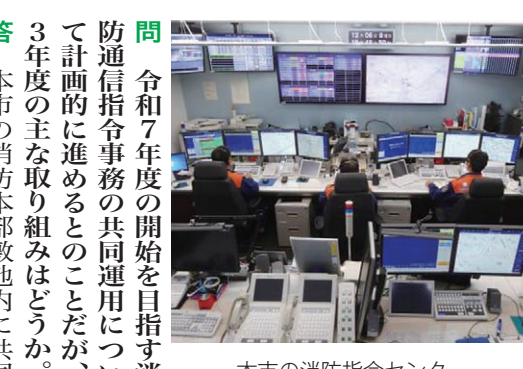 問 令和７年度の開始を目指す消
防通信指令事務の共同運用につい
て計画的に進めるとのことだが、
３年度の主な取り組みはどうか。
答 本市の消防本部敷地内に共同
本市の消防指令センター